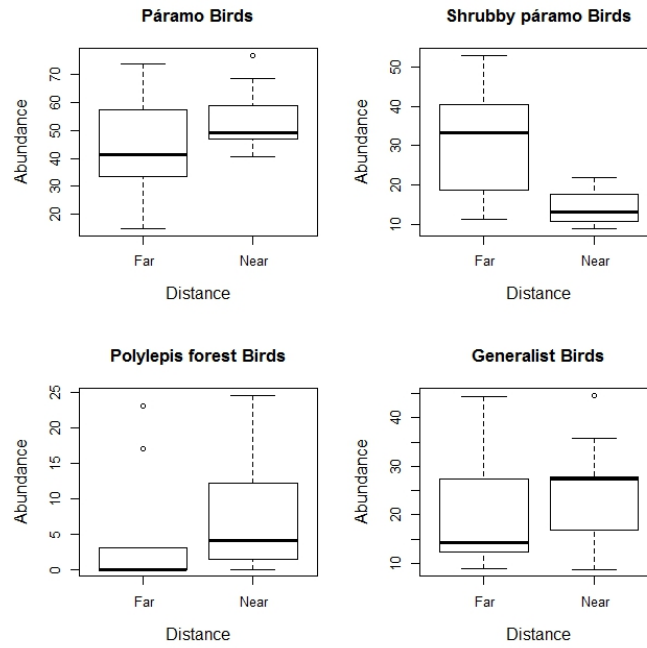 Páramo Birds
Abundance
70
60
50
40
30
20
Far Near
Distance
Shrubby páramo Birds
Abundance
50
40
30
20
10
Far Near
Distance
Polylepis forest Birds
Abundance
25
20
15
10
5
0
Far Near
Distance
Generalist Birds
Abundance
40
30
20
10
Far Near
Distance